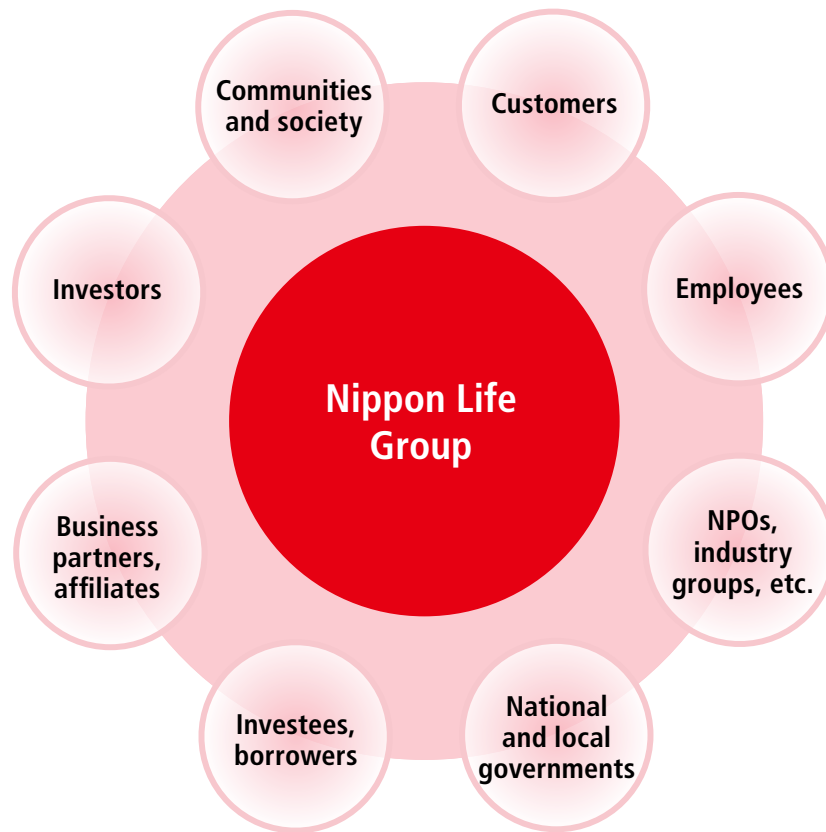 Communities
and society
Customers
Investors
Employees
Nippon Life
Group
Business
partners,
affiliates
NPOs,
industry
groups, etc.
Investees,
borrowers
National
and local
governments